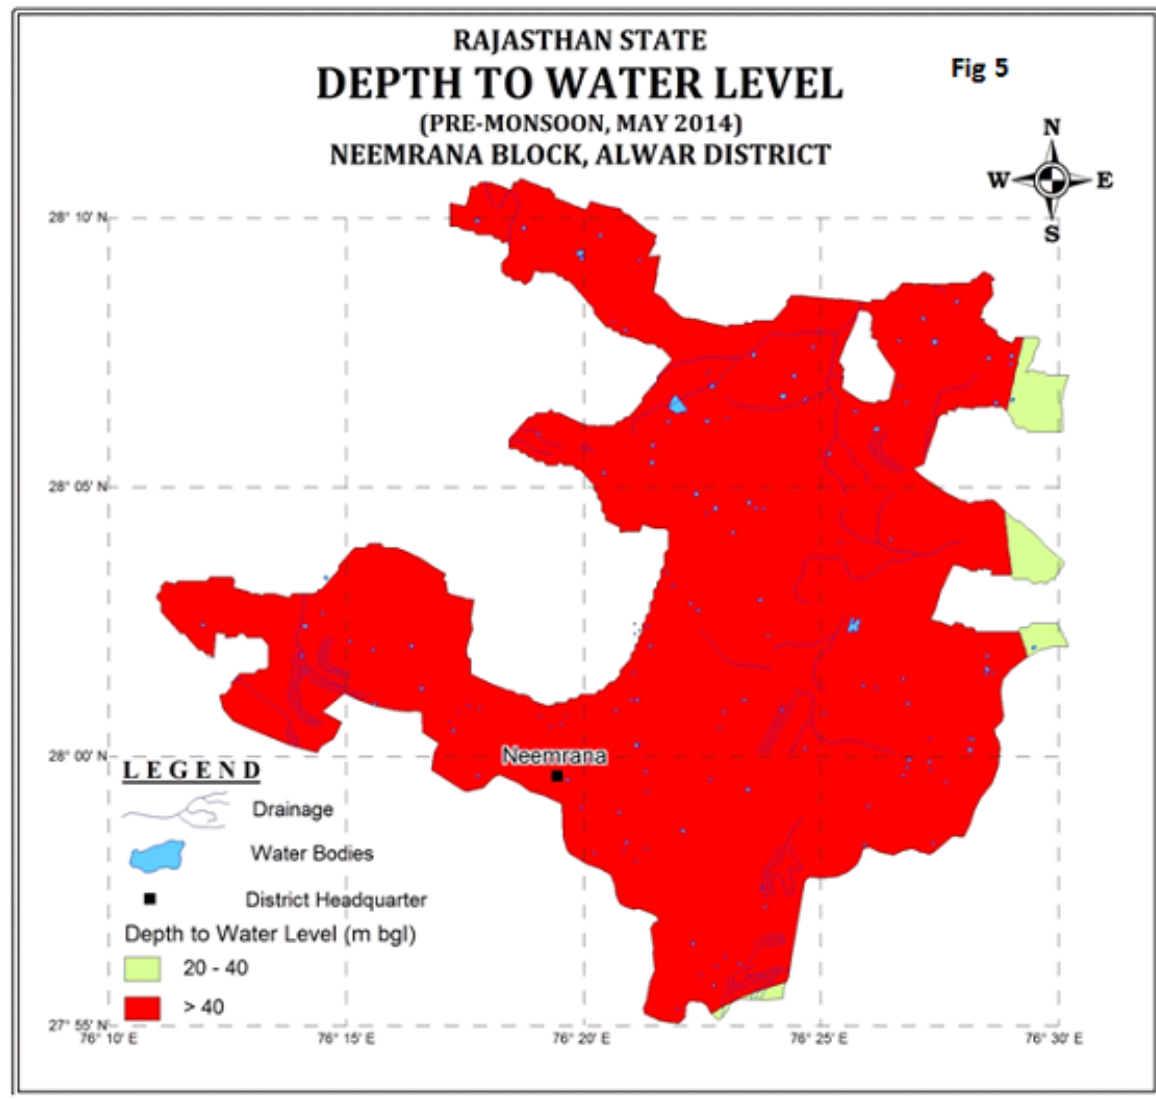 RAJASTHAN STATE
DEPTH TO WATER LEVEL
Fig 5
(PRE-MONSOON, MAY 2014)
NEEMRANA BLOCK, ALWAR DISTRICT
N
W E
S
28° 10' N
28° 05' N
28° 00' N
Neemrana
LEGEND
Drainage
Water Bodies
District Headquarter
Depth to Water Level (m bgl)
20 - 40
> 40
27° 55' N
76° 10' E 76° 15' E 76° 20' E 76° 25' E 76° 30' E